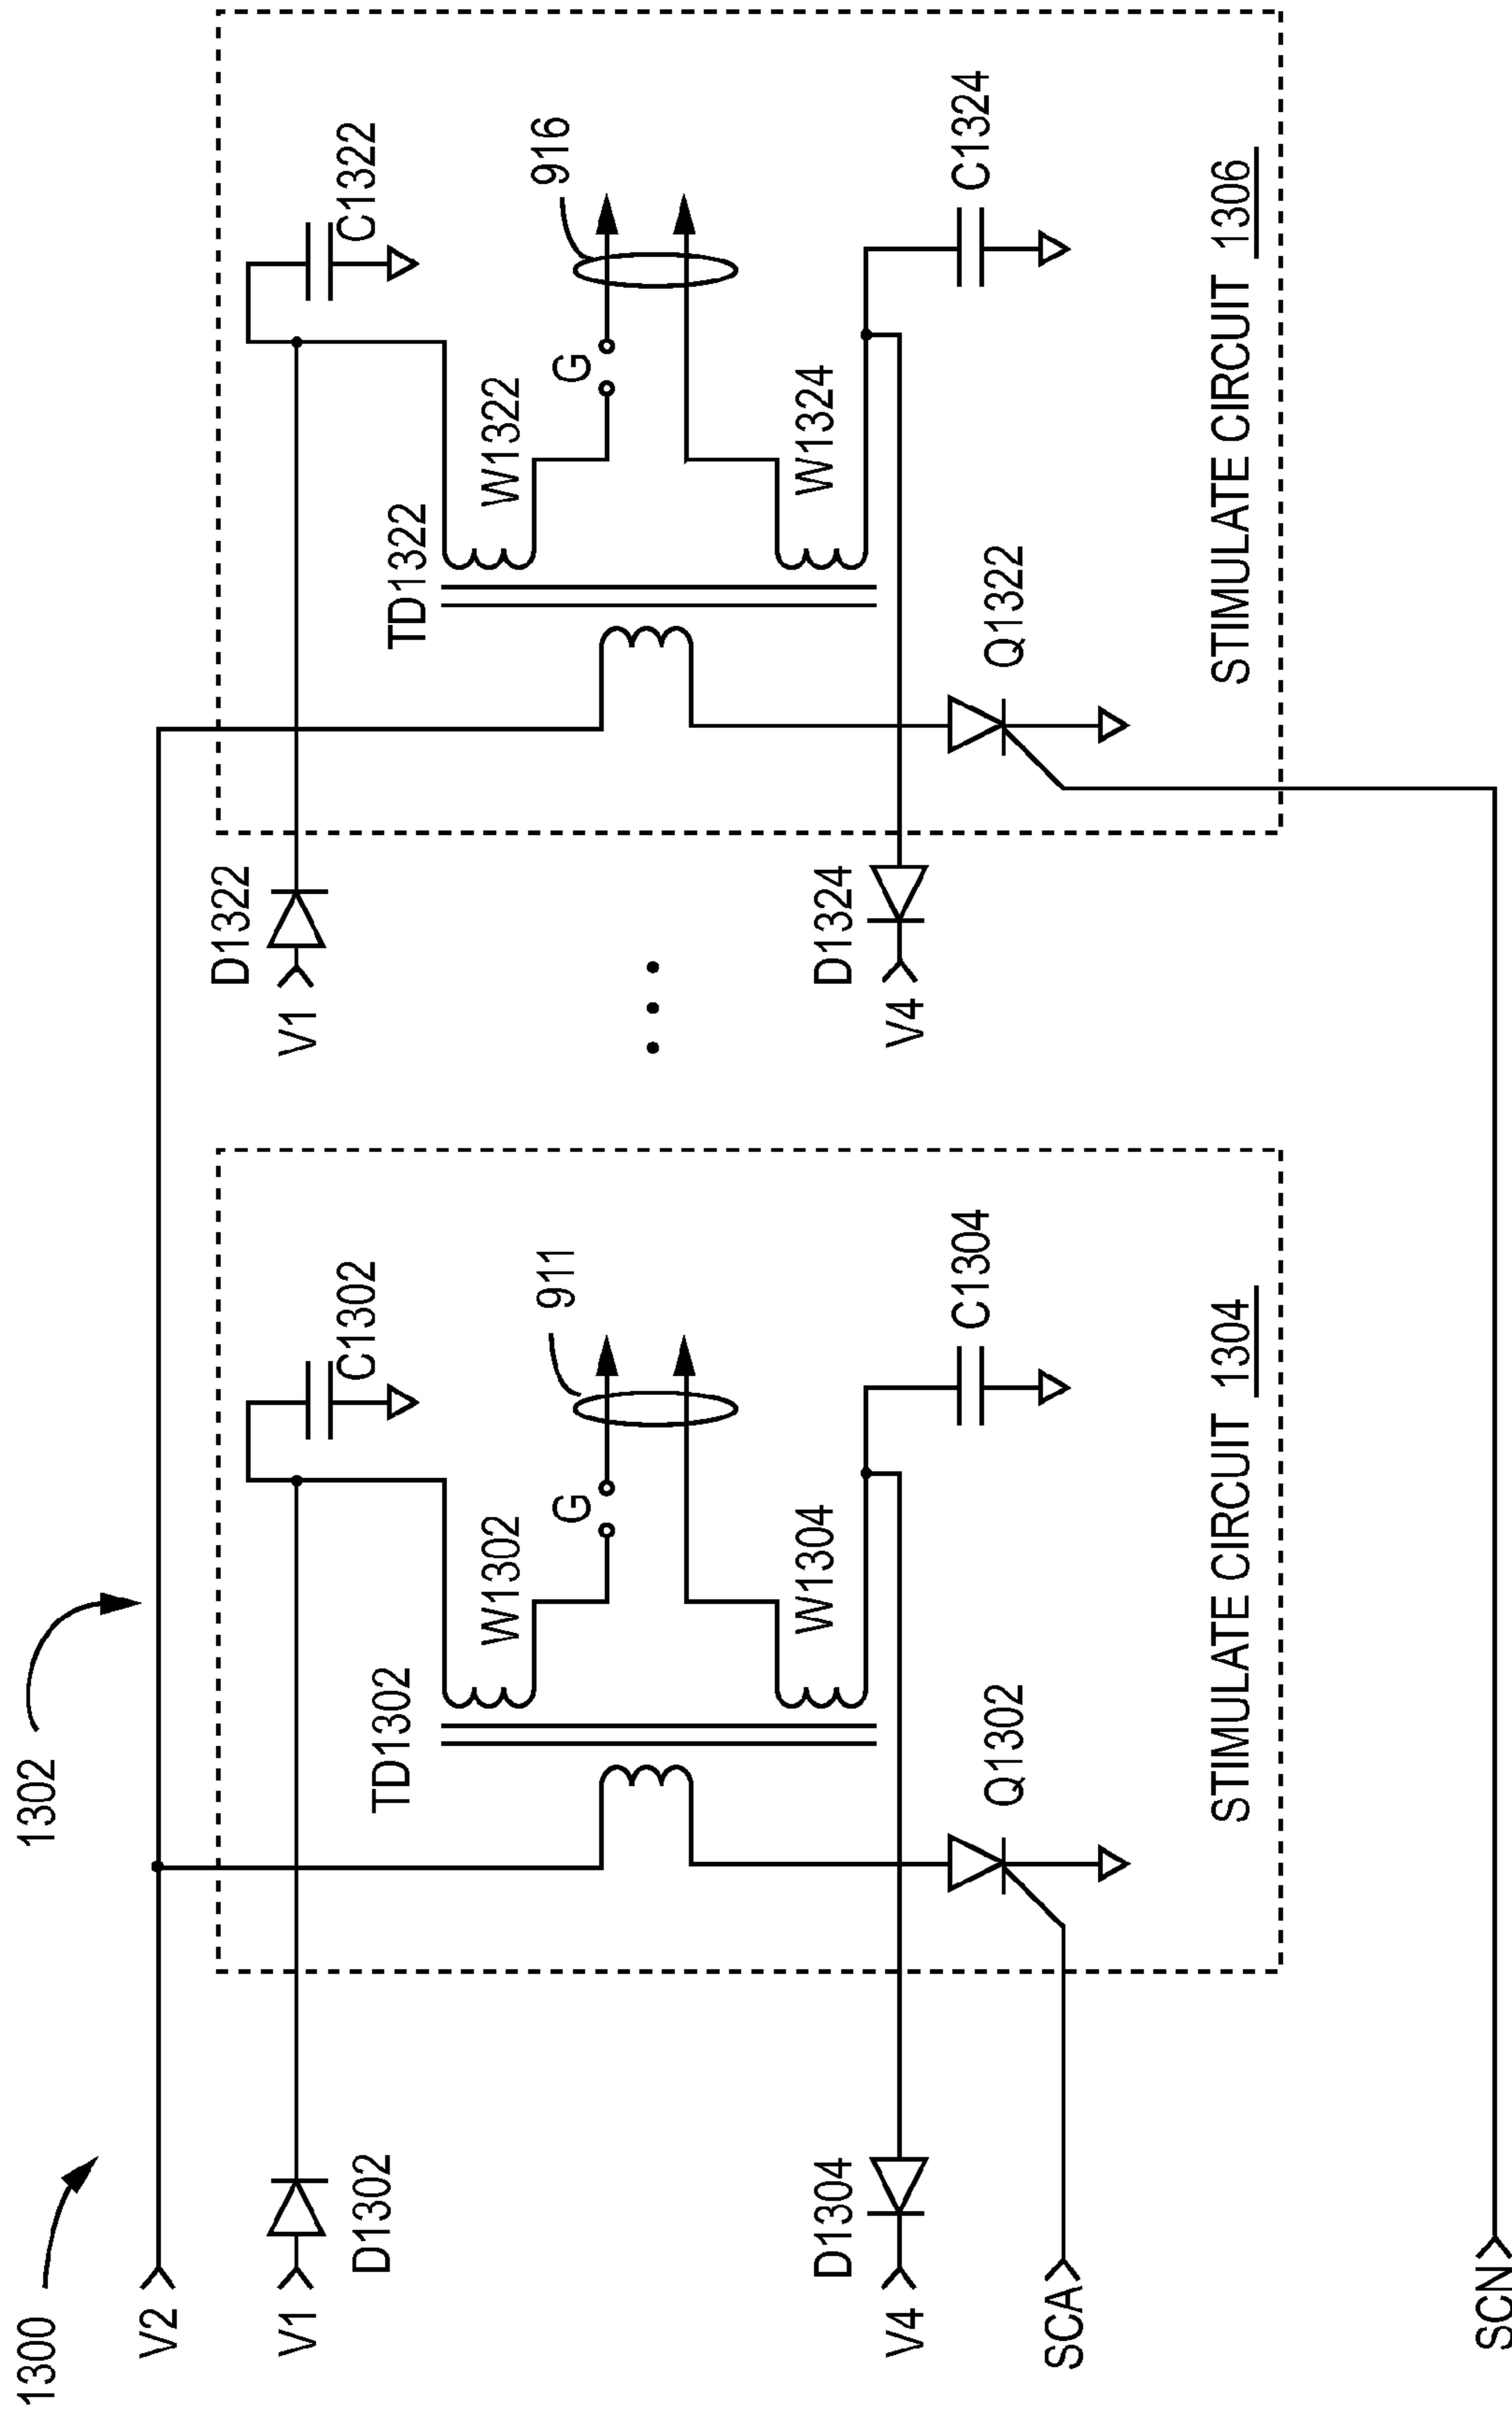 1300
1302
V2
V1
D1302
TD1302
W1302
C1302
G
911
W1304
C1304
D1304
V4
Q1302
SCA
STIMULATE CIRCUIT 1304
V1
D1322
TD1322
W1322
C1322
G
916
W1324
C1324
D1324
V4
Q1322
STIMULATE CIRCUIT 1306
SCN